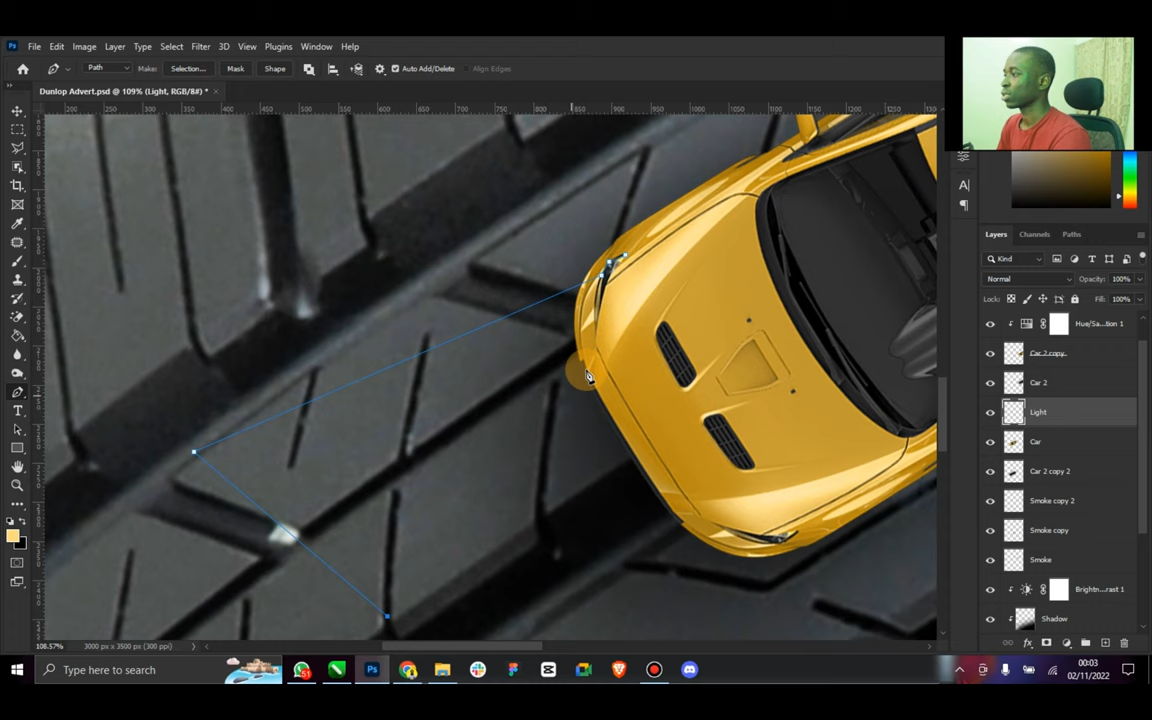 Ps File Edit Image Layer Type Select Filter 3D View Plugins Window Help
Path Make: Selection... Mask Shape Auto Add/Delete Align Edges
Dunlop Advert.psd @ 109% (Light, RGB/8#) *
Layers Channels Paths
Kind
Normal Opacity: 100%
Lock: Fill: 100%
Hue/Sa...tion 1
Car 2 copy
Car 2
Light
Car
Car 2 copy 2
Smoke copy 2
Smoke copy
Smoke
Brightn...rast 1
Shadow
108.57% 3000 px x 3500 px (300 ppi)
Type here to search
00:03
02/11/2022